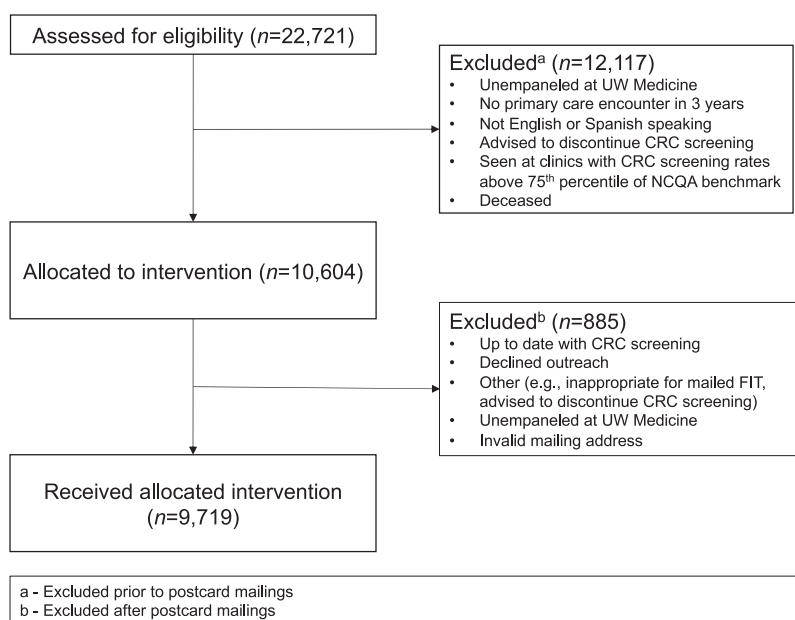 Assessed for eligibility (n=22,721)
Excludedᵃ (n=12,117)
• Unempaneled at UW Medicine
• No primary care encounter in 3 years
• Not English or Spanish speaking
• Advised to discontinue CRC screening
• Seen at clinics with CRC screening rates
above 75ᵗʰ percentile of NCQA benchmark
• Deceased
Allocated to intervention (n=10,604)
Excludedᵇ (n=885)
• Up to date with CRC screening
• Declined outreach
• Other (e.g., inappropriate for mailed FIT,
advised to discontinue CRC screening)
• Unempaneled at UW Medicine
• Invalid mailing address
Received allocated intervention
(n=9,719)
a - Excluded prior to postcard mailings
b - Excluded after postcard mailings